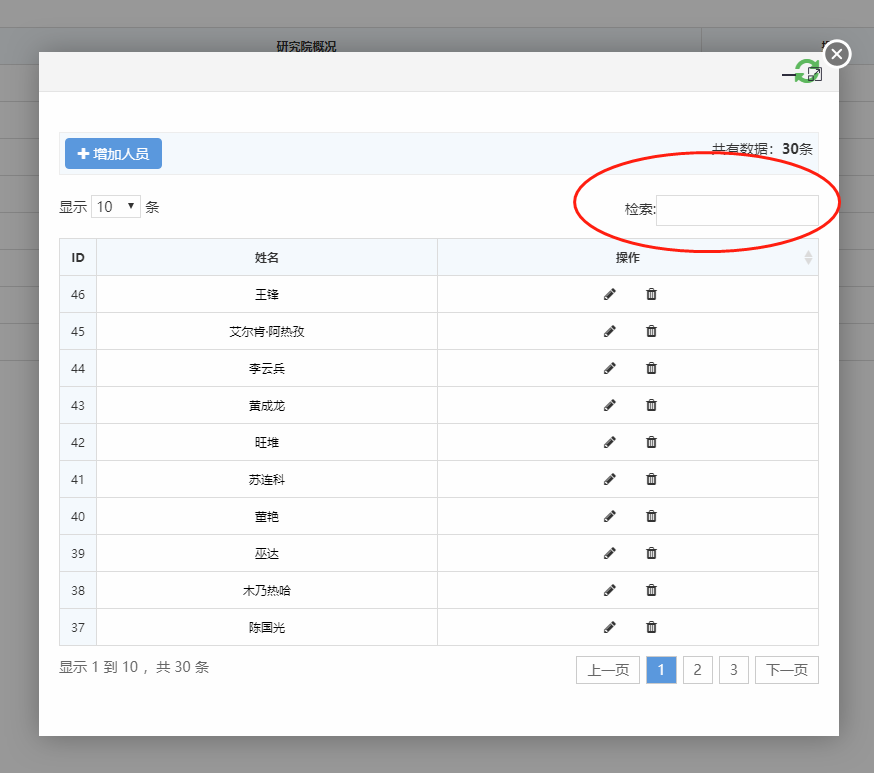 研究院概况
增加人员
共有数据：30条
显示 10 条
检索:
ID 姓名 操作
46 王锋
45 艾尔肯·阿热孜
44 李云兵
43 黄成龙
42 旺堆
41 苏连科
40 董艳
39 巫达
38 木乃热哈
37 陈国光
显示 1 到 10 ，共 30 条
上一页 1 2 3 下一页